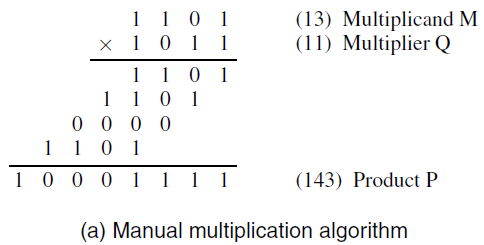 1 1 0 1 (13) Multiplicand M
× 1 0 1 1 (11) Multiplier Q
1 1 0 1
1 1 0 1
0 0 0 0
1 1 0 1
1 0 0 0 1 1 1 1 (143) Product P
(a) Manual multiplication algorithm